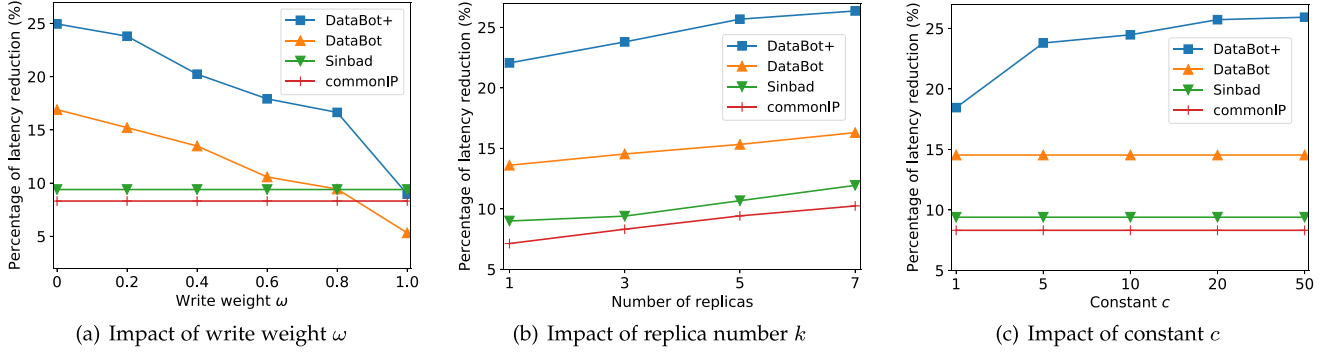 Percentage of latency reduction (%)
25
20
15
10
5
0
0.2
0.4
0.6
0.8
1.0
Write weight ω
DataBot+
DataBot
Sinbad
commonIP
(a) Impact of write weight ω
Percentage of latency reduction (%)
25
20
15
10
5
1
3
5
7
Number of replicas
DataBot+
DataBot
Sinbad
commonIP
(b) Impact of replica number k
Percentage of latency reduction (%)
25
20
15
10
5
1
5
10
20
50
Constant c
DataBot+
DataBot
Sinbad
commonIP
(c) Impact of constant c